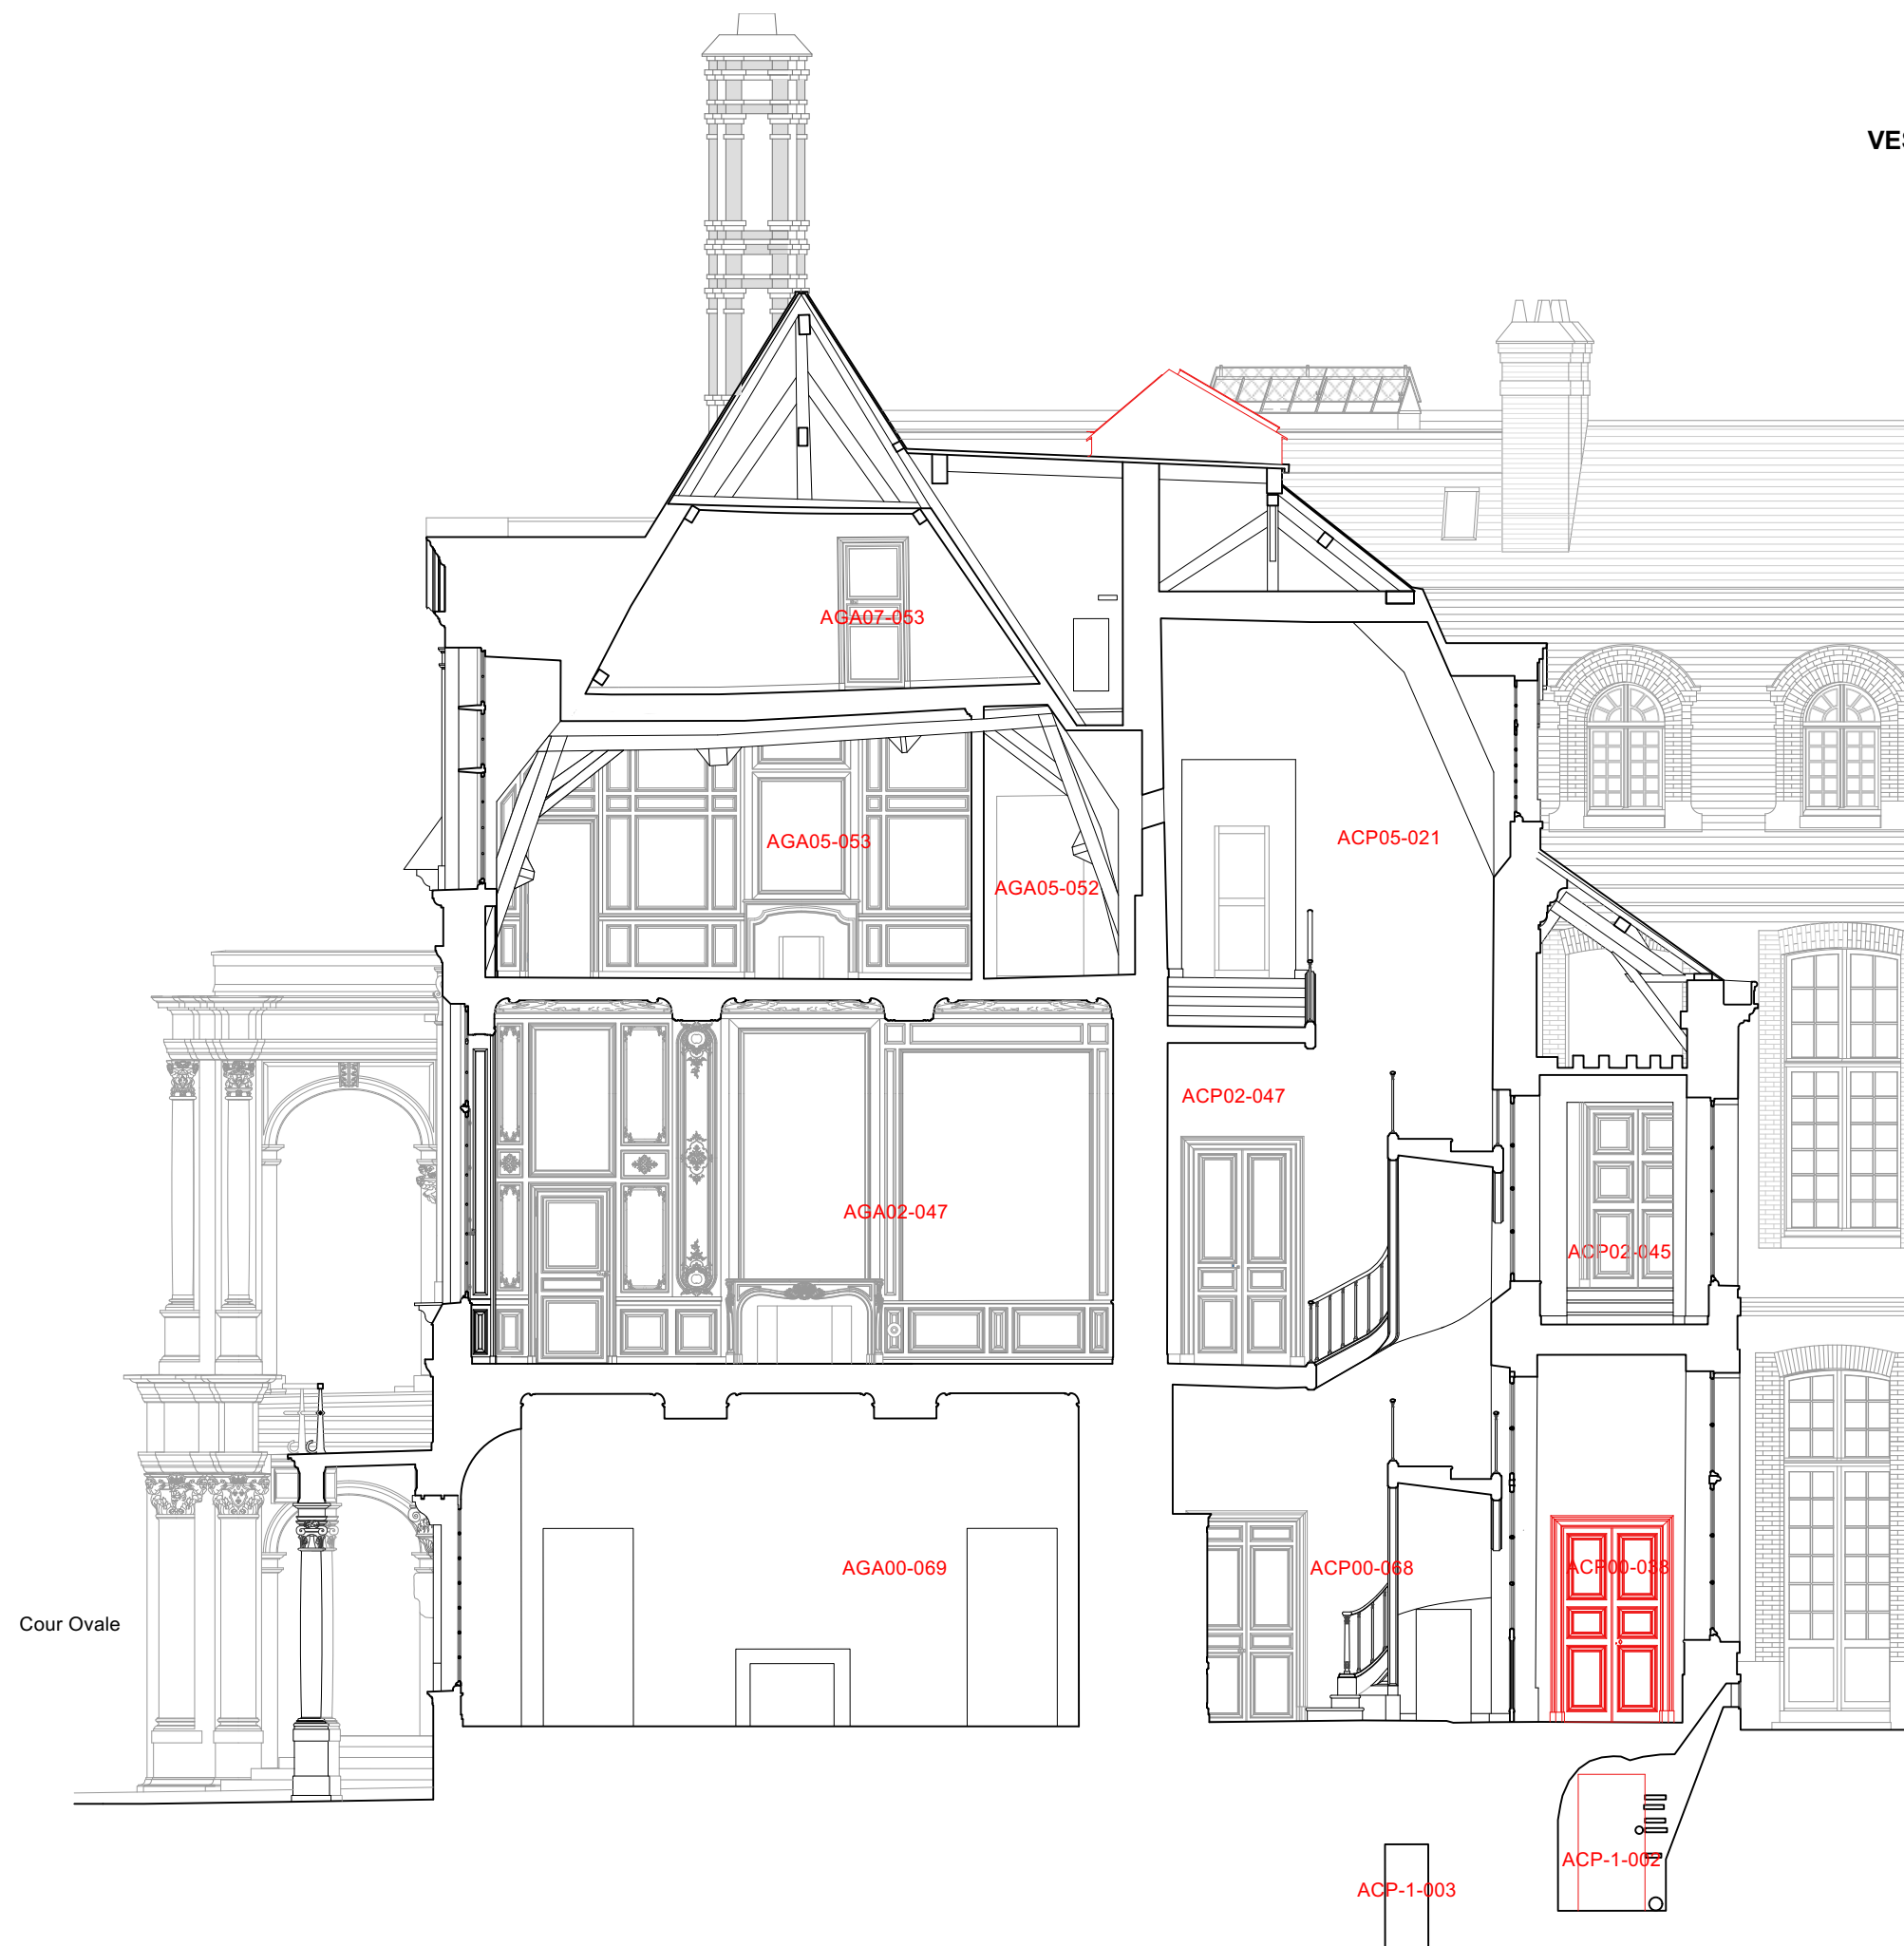 VES
AGA07-053
AGA05-053
ACP05-021
AGA05-052
ACP02-047
AGA02-047
ACP02-045
AGA00-069
ACP00-068
ACP00-038
Cour Ovale
ACP-1-002
ACP-1-003